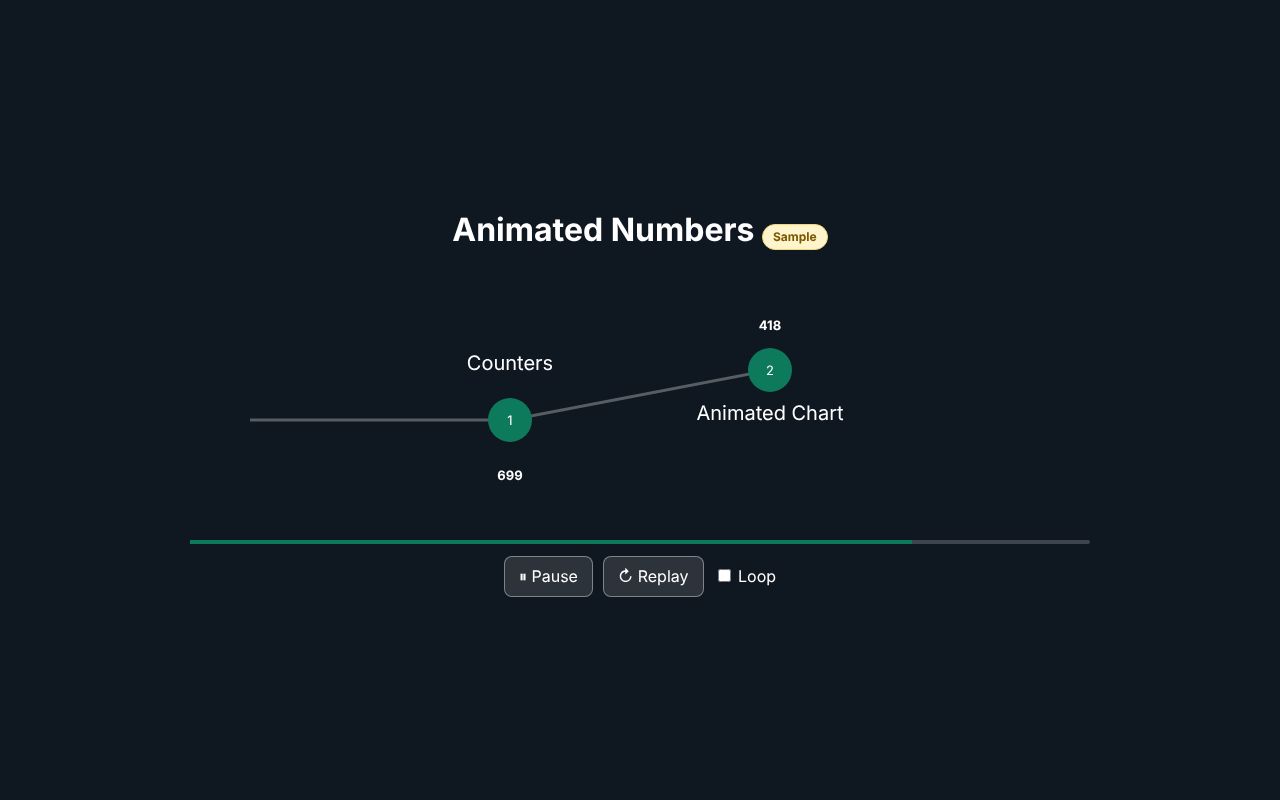 Animated Numbers Sample
418
Counters
2
Animated Chart
1
699
⏸ Pause ↻ Replay Loop